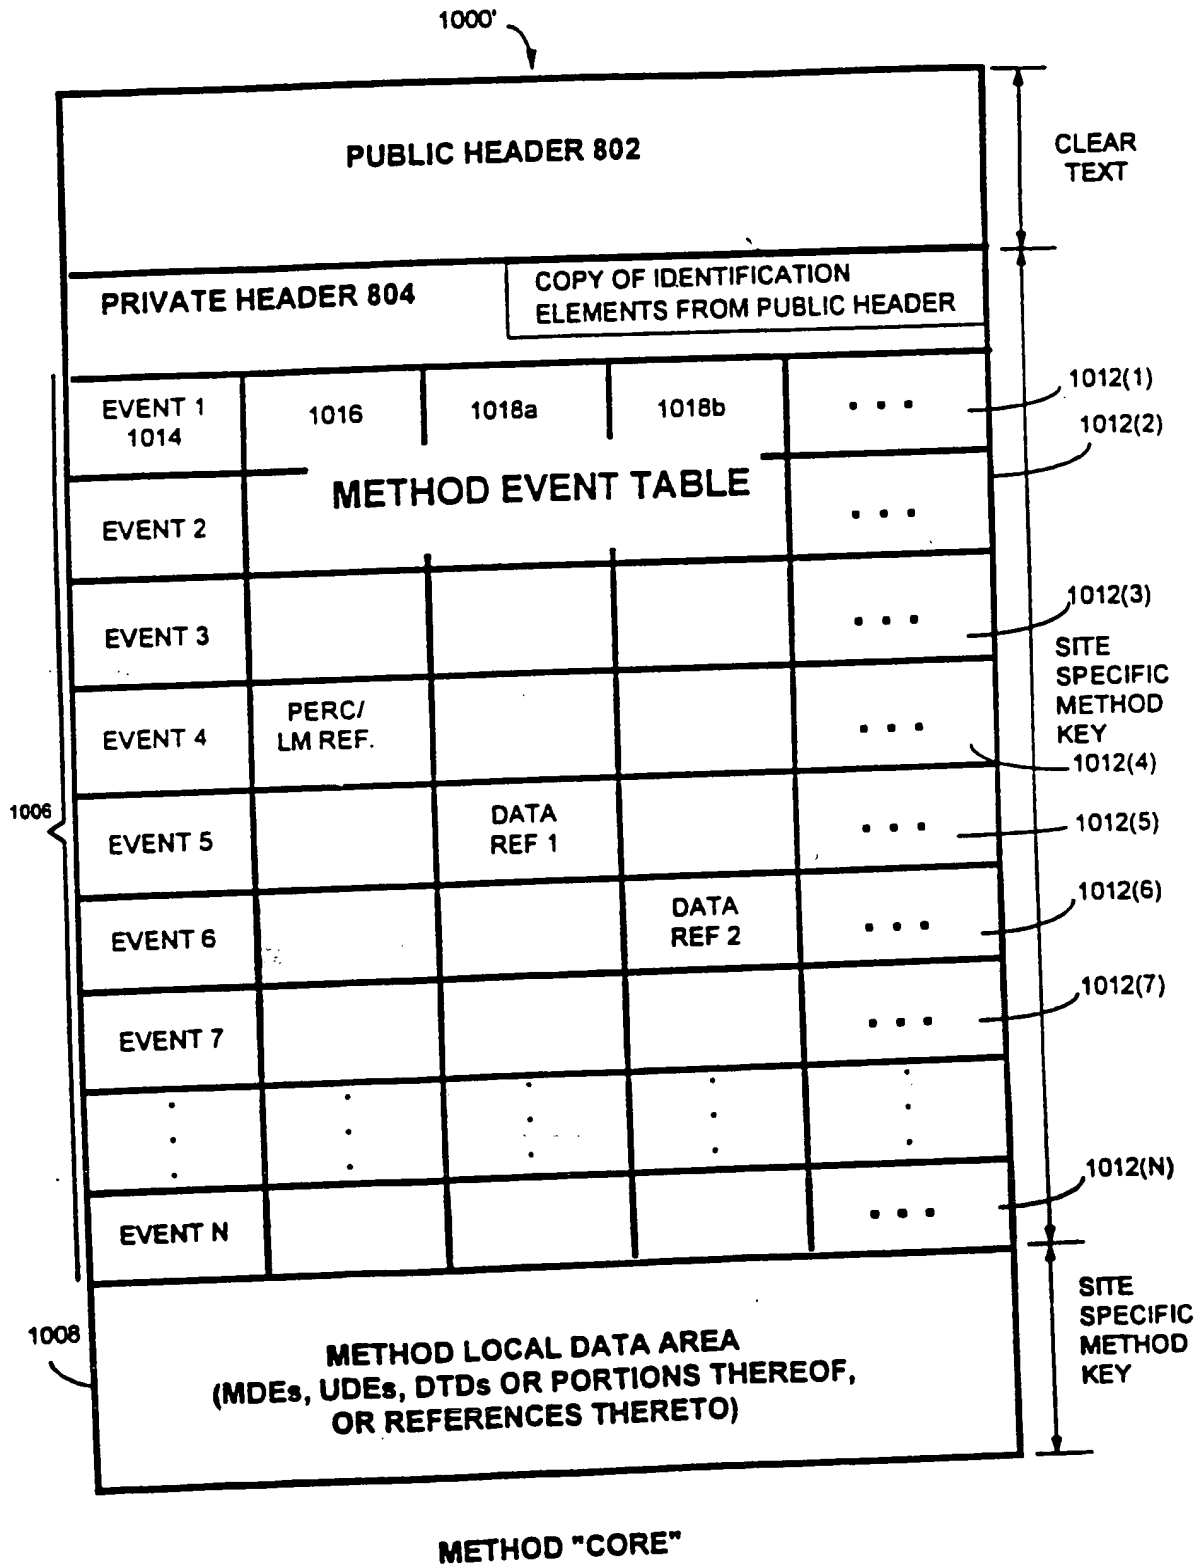 1000'
PUBLIC HEADER 802
CLEAR
TEXT
PRIVATE HEADER 804
COPY OF IDENTIFICATION
ELEMENTS FROM PUBLIC HEADER
EVENT 1
1014
1016
1018a
1018b
• • •
1012(1)
1012(2)
METHOD EVENT TABLE
EVENT 2
• • •
EVENT 3
• • •
1012(3)
SITE
SPECIFIC
METHOD
KEY
EVENT 4
PERC/
LM REF.
• • •
1012(4)
1006
EVENT 5
DATA
REF 1
• • •
1012(5)
EVENT 6
DATA
REF 2
• • •
1012(6)
EVENT 7
• • •
1012(7)
EVENT N
• • •
1012(N)
1008
METHOD LOCAL DATA AREA
(MDEs, UDEs, DTDs OR PORTIONS THEREOF,
OR REFERENCES THERETO)
SITE
SPECIFIC
METHOD
KEY
METHOD "CORE"